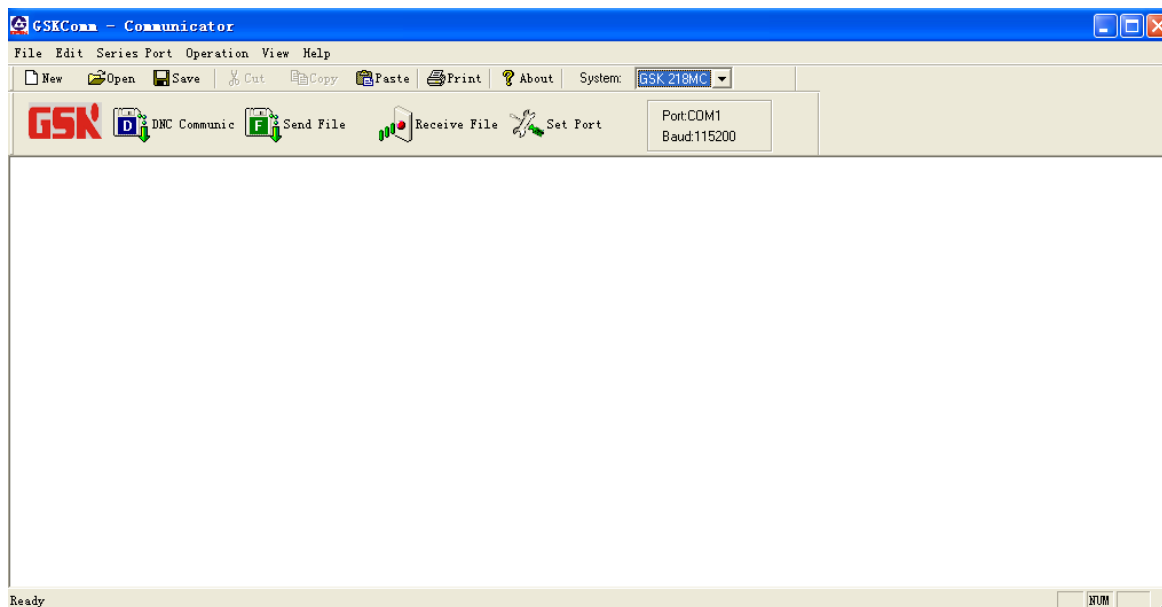 GSKComm - Communicator
File Edit Series Port Operation View Help
New Open Save Cut Copy Paste Print About System: GSK 218MC
GSK D DNC Communic F Send File Receive File Set Port
Port:COM1
Baud:115200
Ready NUM